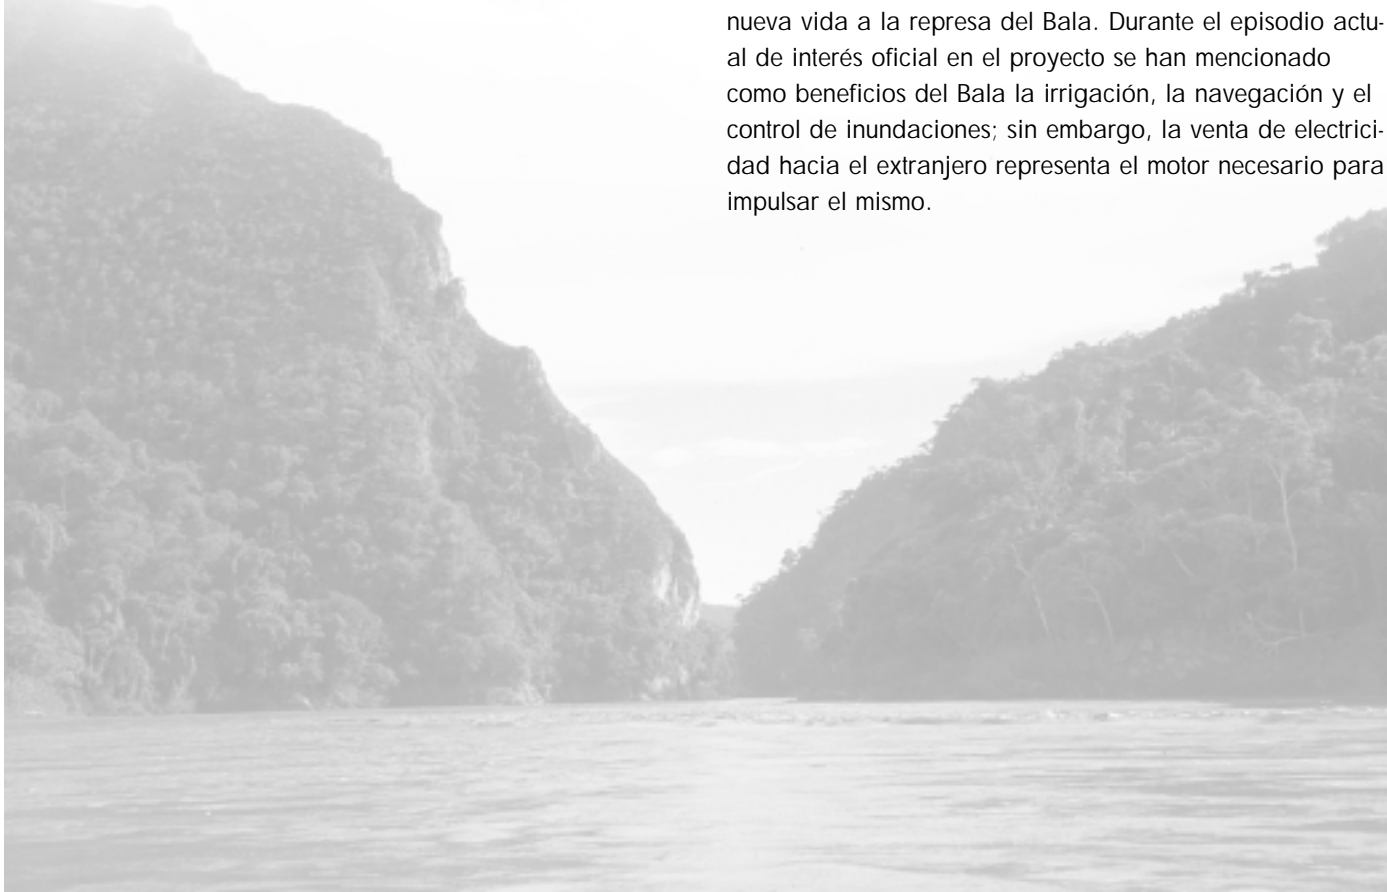 nueva vida a la represa del Bala. Durante el episodio actu-
al de interés oficial en el proyecto se han mencionado
como beneficios del Bala la irrigación, la navegación y el
control de inundaciones; sin embargo, la venta de electrici-
dad hacia el extranjero representa el motor necesario para
impulsar el mismo.